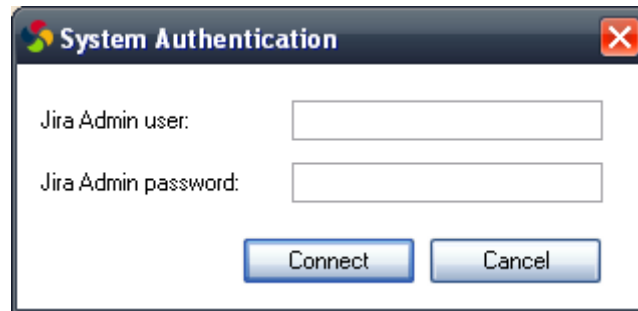 System Authentication
Jira Admin user:
Jira Admin password:
Connect Cancel